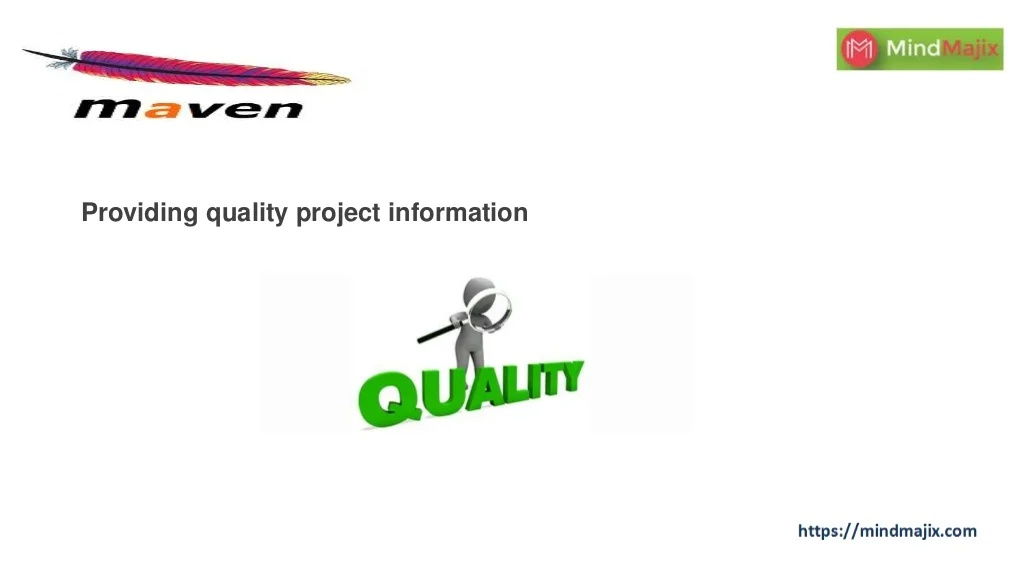 MindMajix
maven
Providing quality project information
QUALITY
https://mindmajix.com